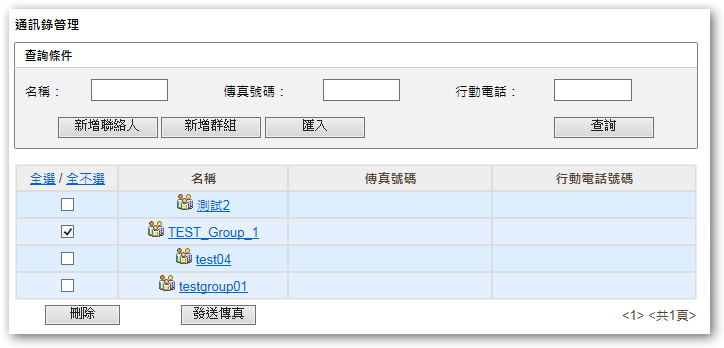 通訊錄管理
查詢條件
名稱： 傳真號碼： 行動電話：
新增聯絡人 新增群組 匯入 查詢
全選 / 全不選 名稱 傳真號碼 行動電話號碼
測試2
TEST_Group_1
test04
testgroup01
刪除 發送傳真 <1> <共1頁>